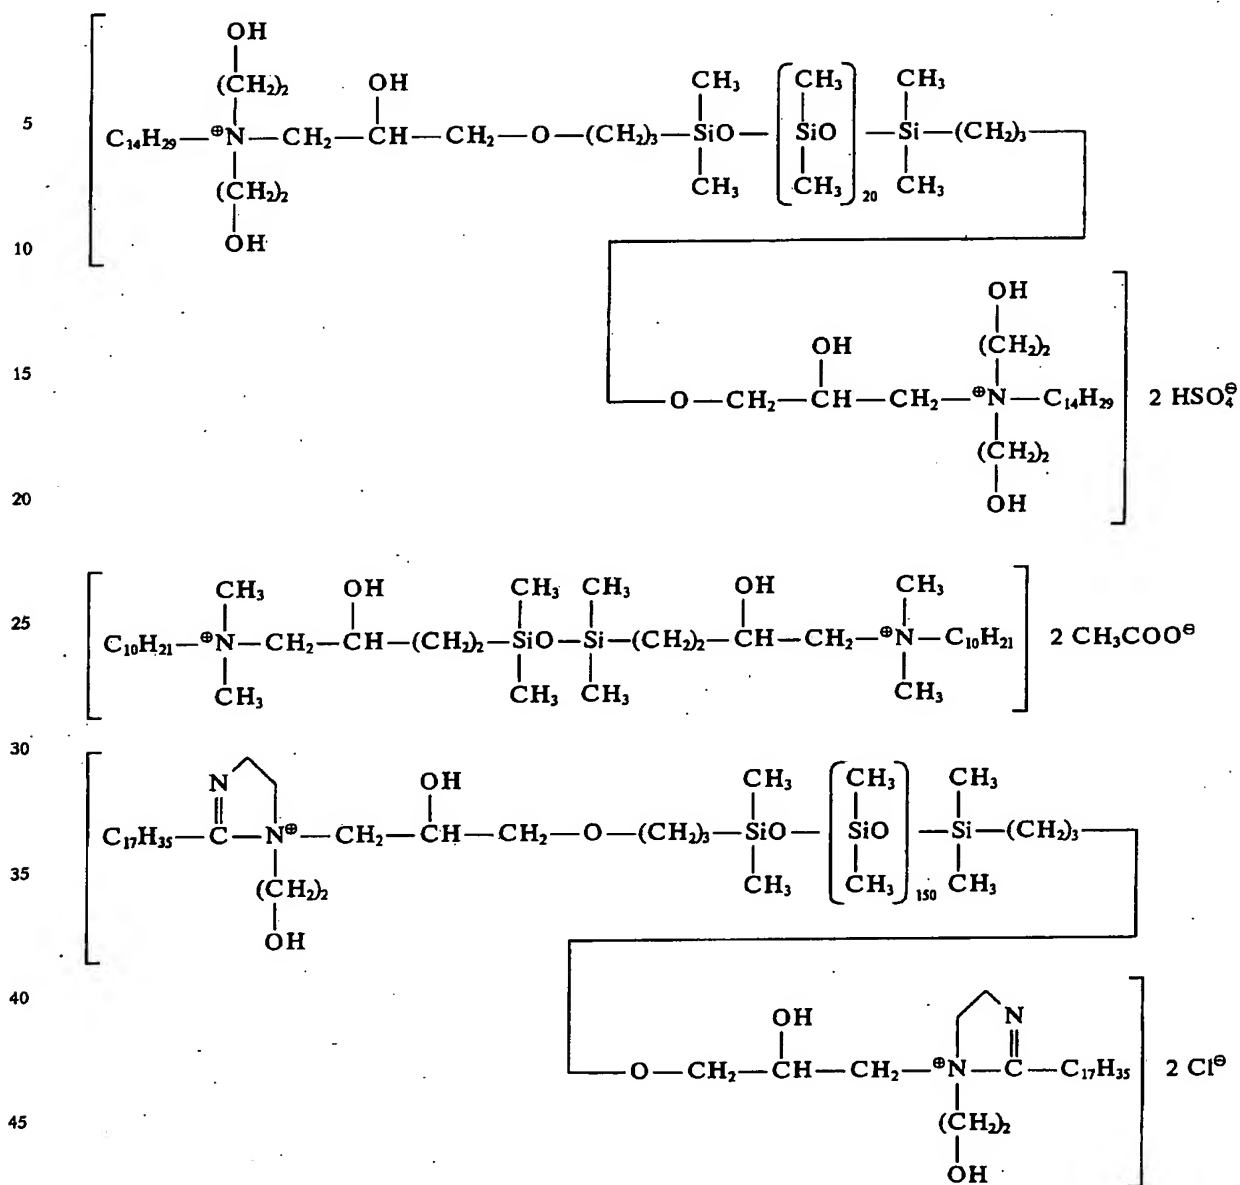 OH
(CH₂)₂ OH CH₃ CH₃ CH₃
5 C₁₄H₂₉—⊕N—CH₂—CH—CH₂—O—(CH₂)₃—SiO—[SiO]₂₀—Si—(CH₂)₃—
(CH₂)₂ CH₃ CH₃ CH₃
10 OH
OH
OH (CH₂)₂
15 —O—CH₂—CH—CH₂—⊕N—C₁₄H₂₉ 2 HSO₄⊖
(CH₂)₂
20 OH
CH₃ OH CH₃ CH₃ OH CH₃
25 C₁₀H₂₁—⊕N—CH₂—CH—(CH₂)₂—SiO—Si—(CH₂)₂—CH—CH₂—⊕N—C₁₀H₂₁ 2 CH₃COO⊖
CH₃ CH₃ CH₃ CH₃
30
N OH CH₃ CH₃ CH₃
C₁₇H₃₅—C—N⊕—CH₂—CH—CH₂—O—(CH₂)₃—SiO—[SiO]₁₅₀—Si—(CH₂)₃—
35 (CH₂)₂ CH₃ CH₃ CH₃
OH
40 OH N
—O—CH₂—CH—CH₂—⊕N—C—C₁₇H₃₅ 2 Cl⊖
45 (CH₂)₂
OH